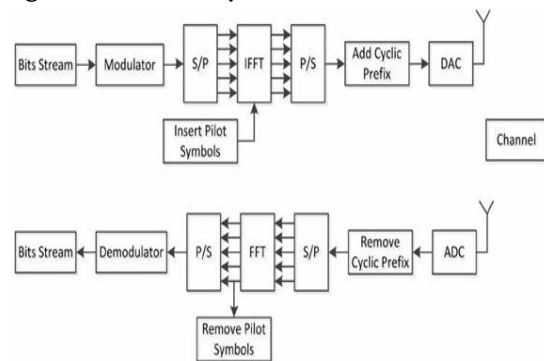 Bits Stream
Modulator
S/P
IFFT
P/S
Add Cyclic
Prefix
DAC
Insert Pilot
Symbols
Channel
Bits Stream
Demodulator
P/S
FFT
S/P
Remove
Cyclic Prefix
ADC
Remove Pilot
Symbols